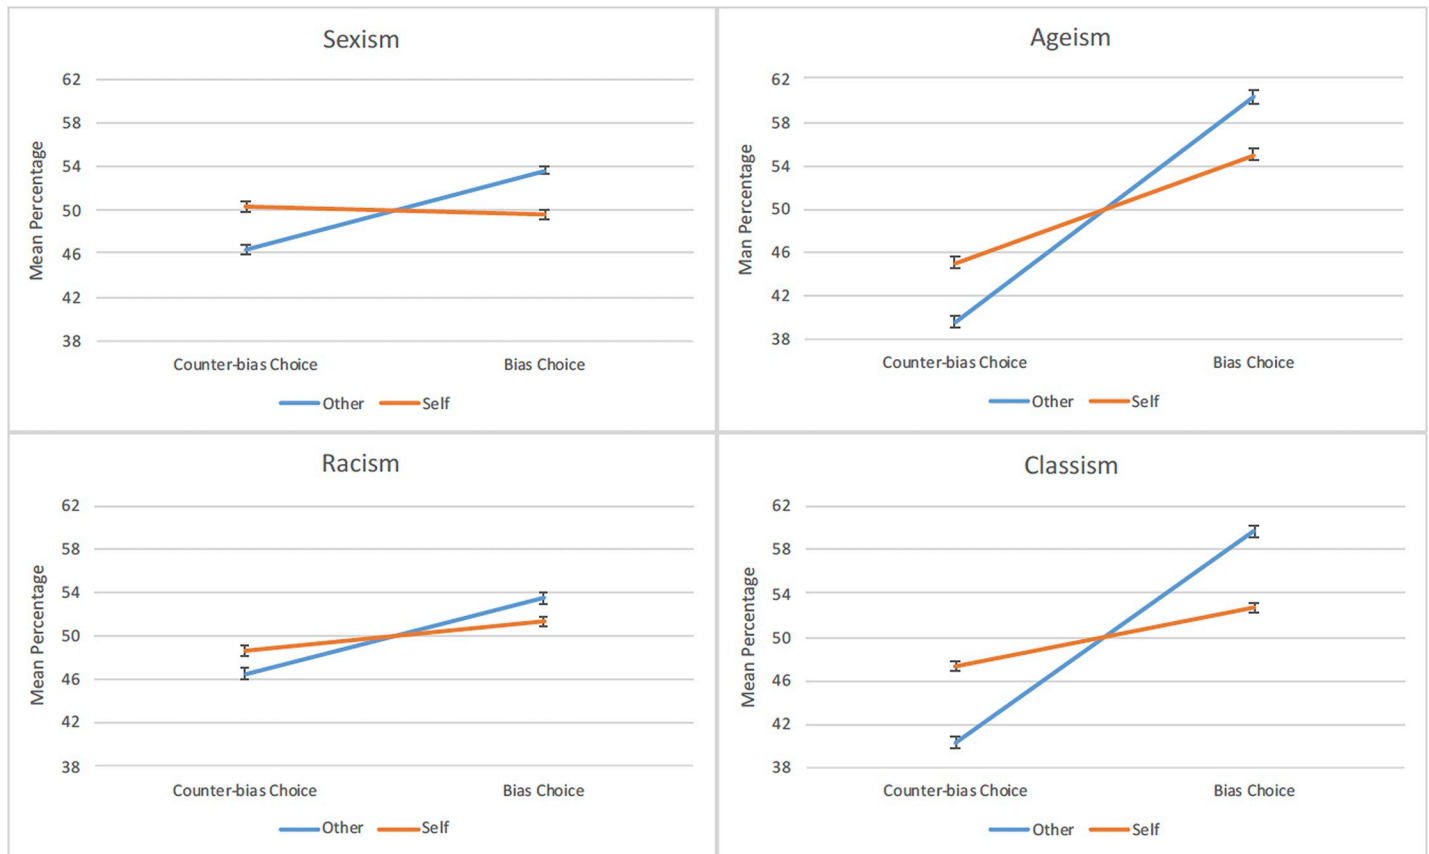 Sexism
62
58
54
50
46
42
38
Mean Percentage
Counter-bias Choice Bias Choice
Other Self
Ageism
62
58
54
50
46
42
38
Man Percentage
Counter-bias Choice Bias Choice
Other Self
Racism
62
58
54
50
46
42
38
Mean Percentage
Counter-bias Choice Bias Choice
Other Self
Classism
62
58
54
50
46
42
38
Mean Percentage
Counter-bias Choice Bias Choice
Other Self